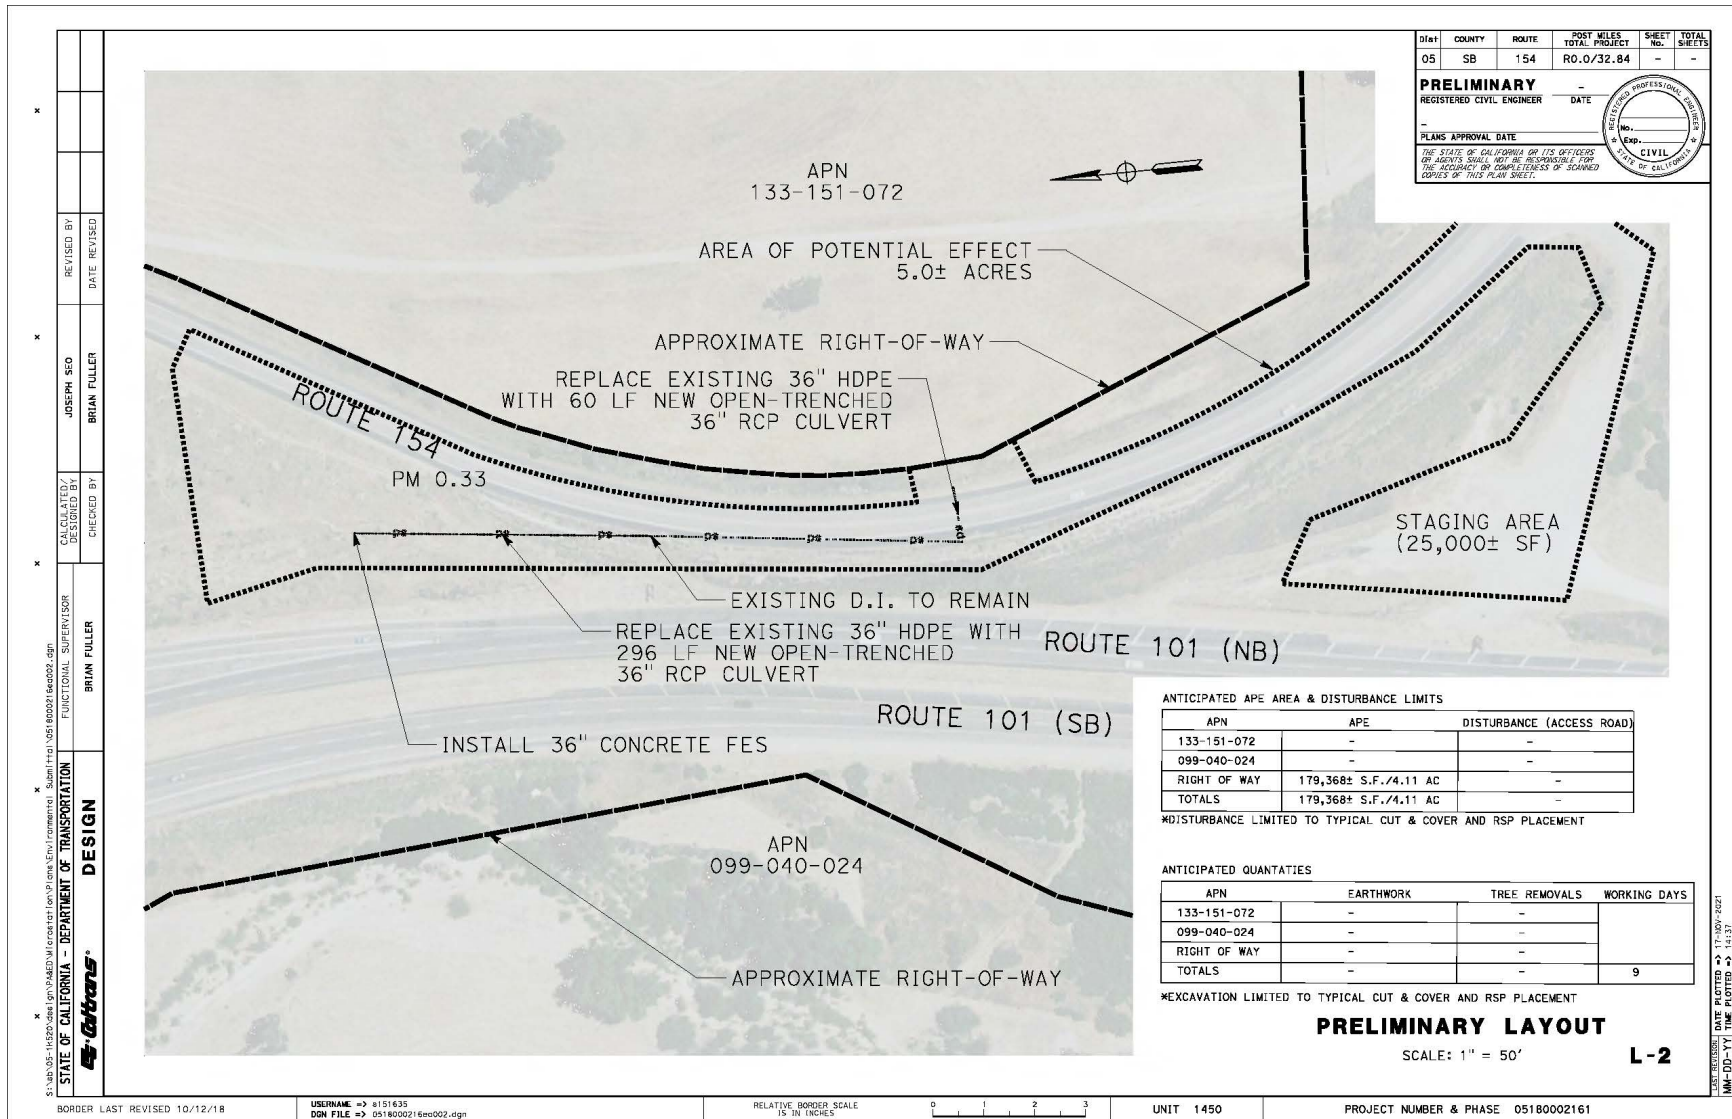 Dist COUNTY ROUTE POST MILES TOTAL PROJECT SHEET No. TOTAL SHEETS
05 SB 154 R0.0/32.84 - -
PRELIMINARY -
REGISTERED CIVIL ENGINEER DATE
-
PLANS APPROVAL DATE
THE STATE OF CALIFORNIA OR ITS OFFICERS
OR AGENTS SHALL NOT BE RESPONSIBLE FOR
THE ACCURACY OR COMPLETENESS OF SCANNED
COPIES OF THIS PLAN SHEET.
REGISTERED PROFESSIONAL ENGINEER
No.
Exp.
CIVIL
STATE OF CALIFORNIA
APN
133-151-072
AREA OF POTENTIAL EFFECT
5.0± ACRES
APPROXIMATE RIGHT-OF-WAY
REPLACE EXISTING 36" HDPE
WITH 60 LF NEW OPEN-TRENCHED
36" RCP CULVERT
ROUTE 154
PM 0.33
STAGING AREA
(25,000± SF)
EXISTING D.I. TO REMAIN
REPLACE EXISTING 36" HDPE WITH
296 LF NEW OPEN-TRENCHED
36" RCP CULVERT
ROUTE 101 (NB)
ROUTE 101 (SB)
INSTALL 36" CONCRETE FES
APN
099-040-024
APPROXIMATE RIGHT-OF-WAY
ANTICIPATED APE AREA & DISTURBANCE LIMITS
APN APE DISTURBANCE (ACCESS ROAD)
133-151-072 - -
099-040-024 - -
RIGHT OF WAY 179,368± S.F./4.11 AC -
TOTALS 179,368± S.F./4.11 AC -
*DISTURBANCE LIMITED TO TYPICAL CUT & COVER AND RSP PLACEMENT
ANTICIPATED QUANTATIES
APN EARTHWORK TREE REMOVALS WORKING DAYS
133-151-072 - -
099-040-024 - -
RIGHT OF WAY - -
TOTALS - - 9
*EXCAVATION LIMITED TO TYPICAL CUT & COVER AND RSP PLACEMENT
PRELIMINARY LAYOUT
SCALE: 1" = 50'
L-2
REVISED BY
DATE REVISED
JOSEPH SEO
BRIAN FULLER
CALCULATED/
DESIGNED BY
CHECKED BY
FUNCTIONAL SUPERVISOR
BRIAN FULLER
STATE OF CALIFORNIA - DEPARTMENT OF TRANSPORTATION
DESIGN
Caltrans
BORDER LAST REVISED 10/12/18
USERNAME => s151635
DGN FILE => 0518000216ea002.dgn
RELATIVE BORDER SCALE
IS IN INCHES
0 1 2 3
UNIT 1450
PROJECT NUMBER & PHASE 05180002161
LAST REVISION
MM-DD-YY
DATE PLOTTED => 17-NOV-2021
TIME PLOTTED => 14:37